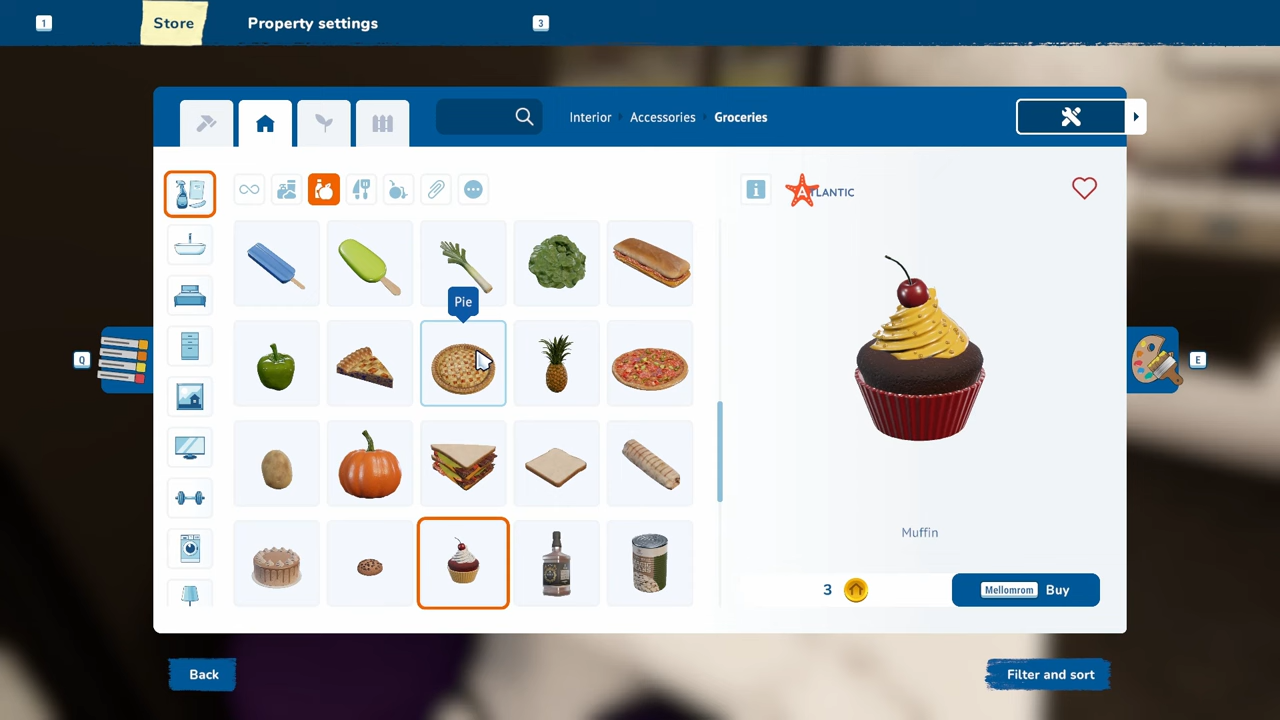 1
Store
Property settings
3
Interior
Accessories
Groceries
ATLANTIC
Pie
Q
E
Muffin
3
Mellomrom Buy
Back
Filter and sort